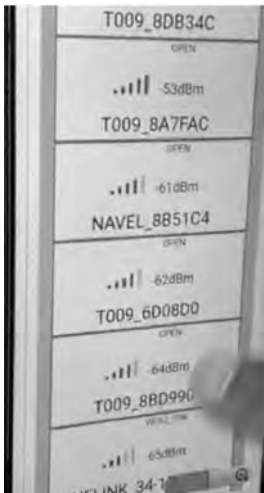 T009_8DB34C
OPEN
-53dBm
T009_8A7FAC
OPEN
-61dBm
NAVEL_8B51C4
OPEN
-62dBm
T009_6D08D0
OPEN
-64dBm
T009_8BD990
-65dBm